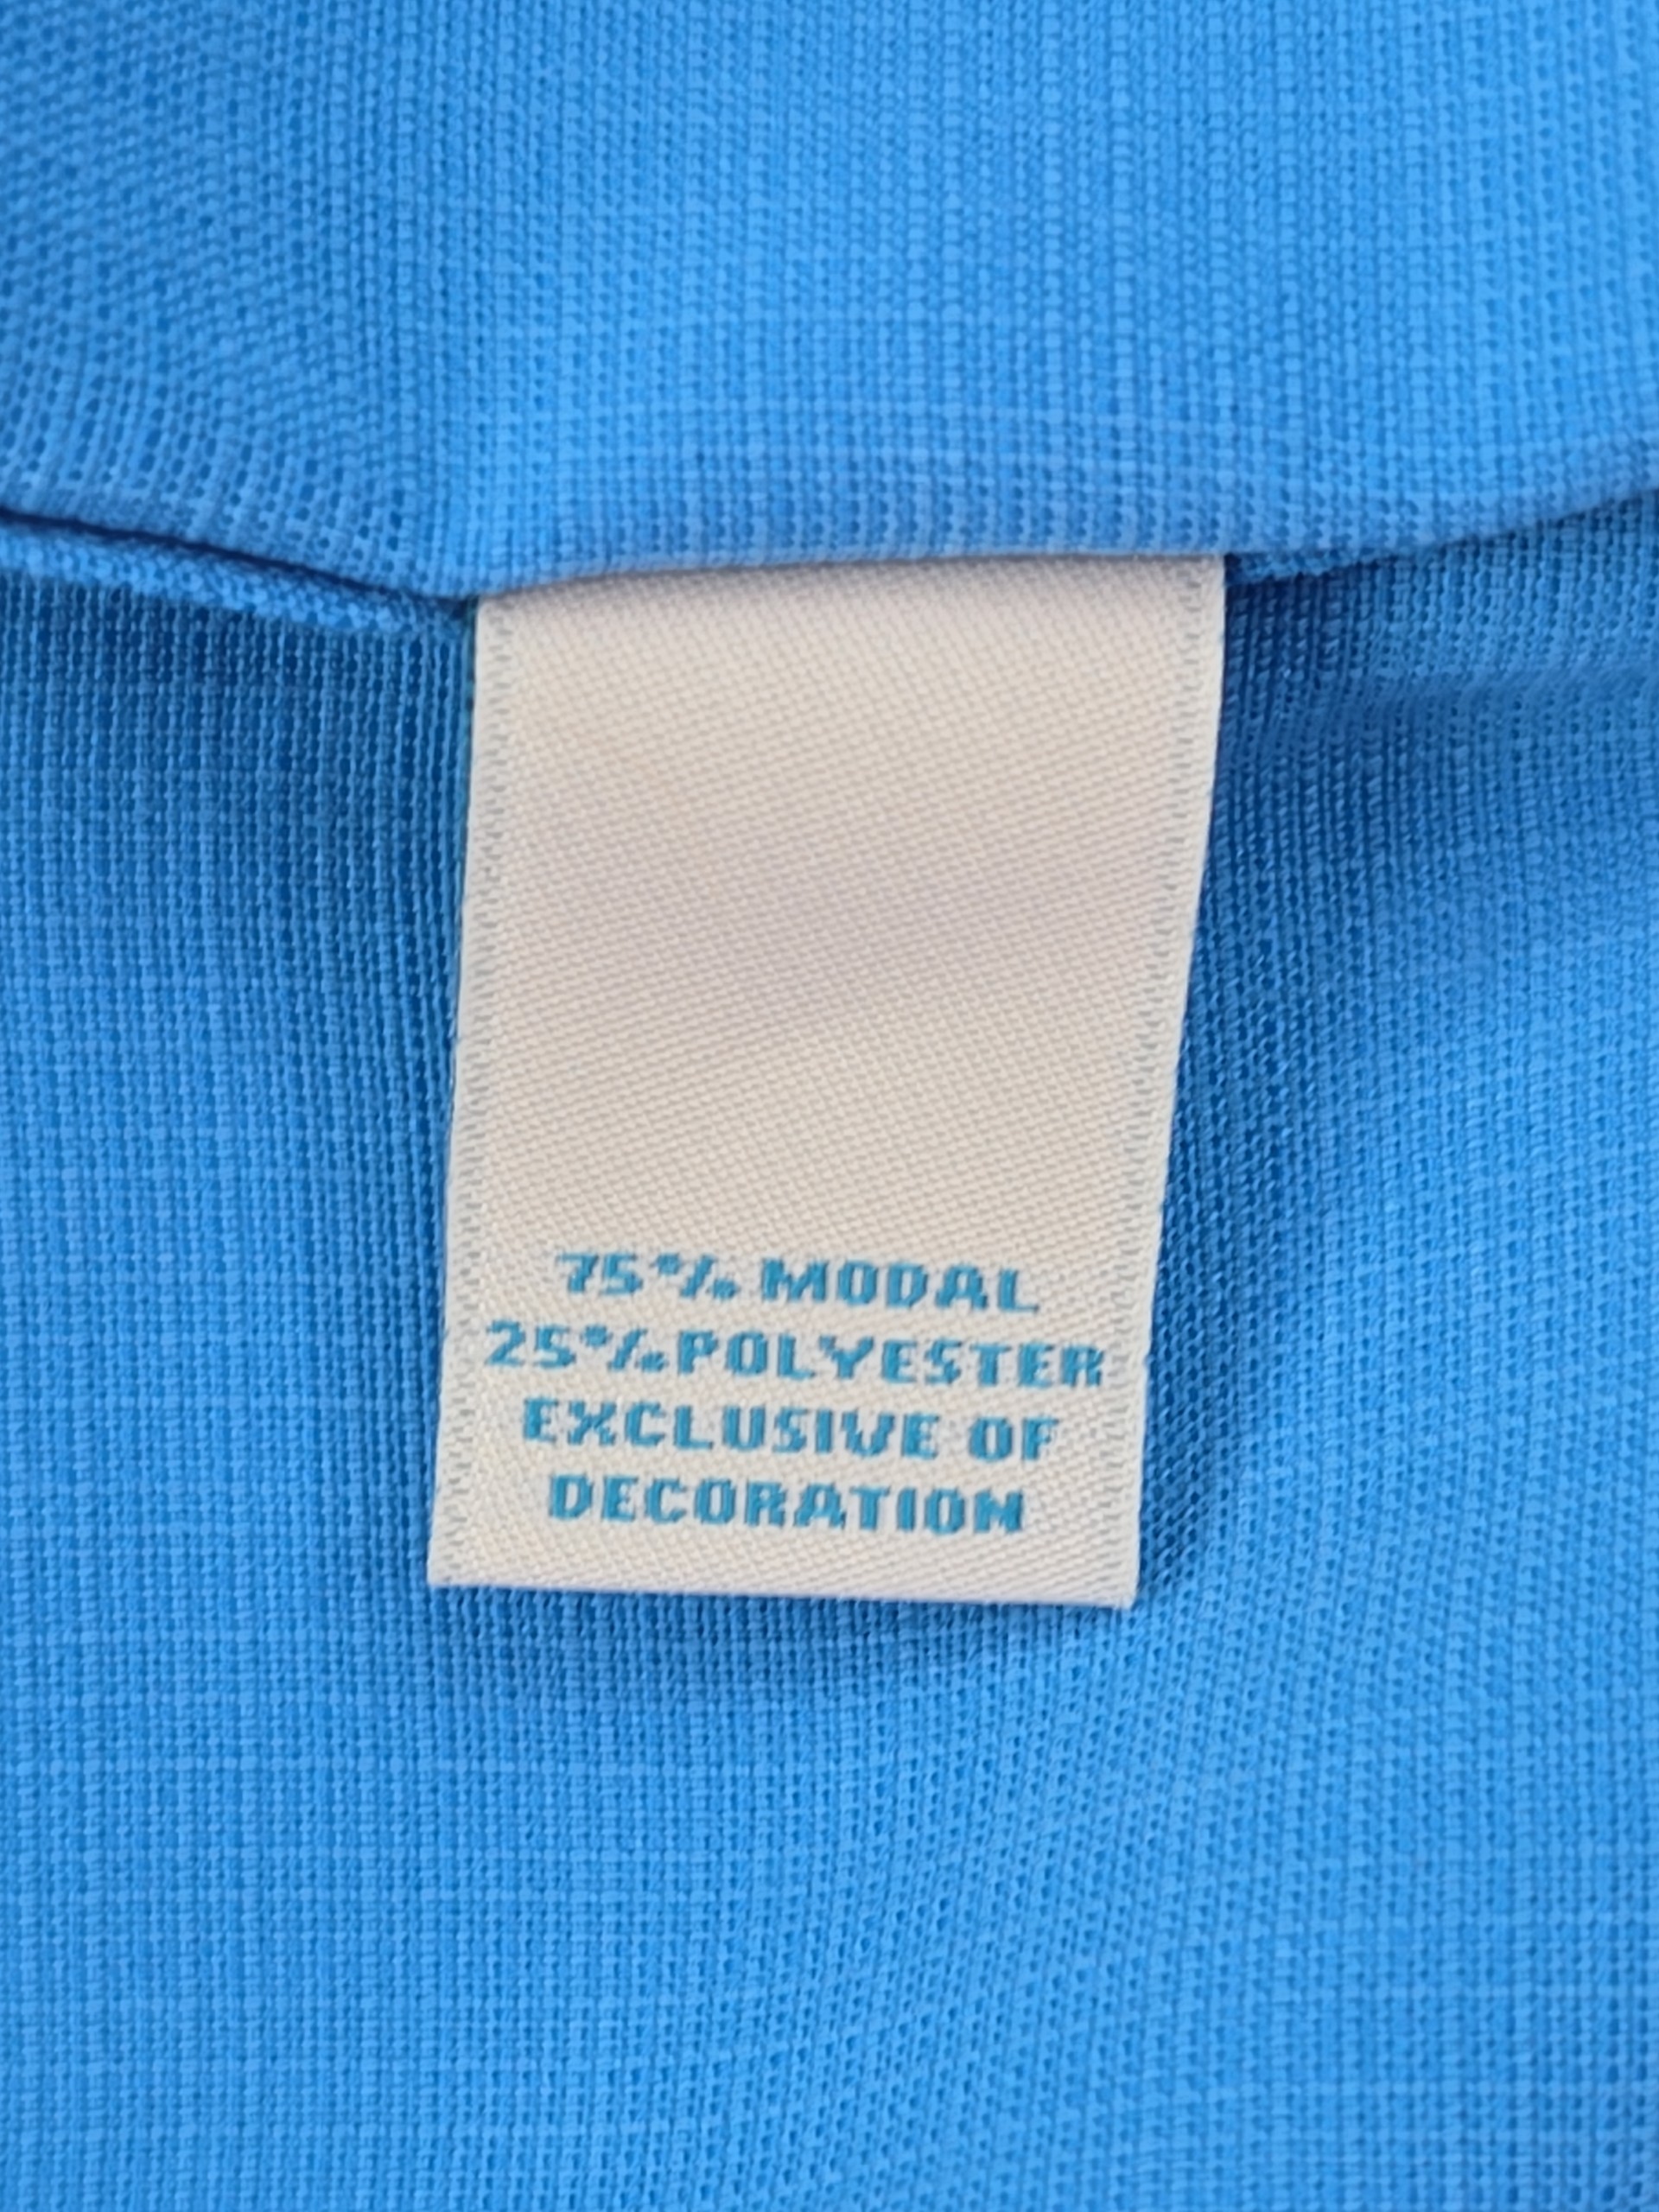 75% MODAL
25% POLYESTER
EXCLUSIVE OF
DECORATION